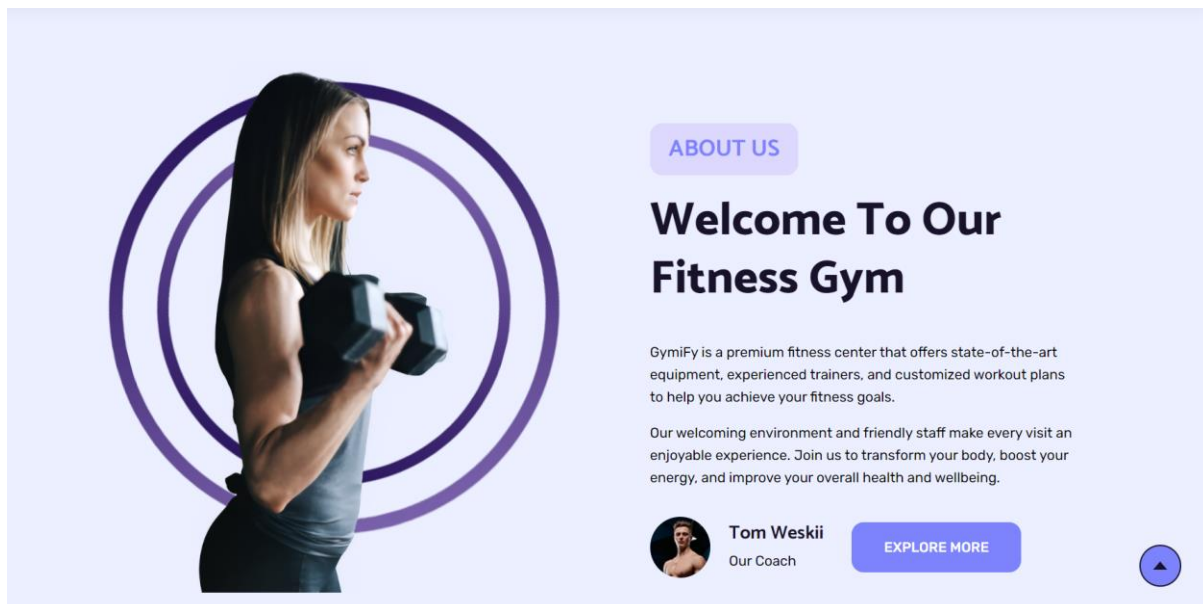 ABOUT US
Welcome To Our
Fitness Gym
GymiFy is a premium fitness center that offers state-of-the-art
equipment, experienced trainers, and customized workout plans
to help you achieve your fitness goals.
Our welcoming environment and friendly staff make every visit an
enjoyable experience. Join us to transform your body, boost your
energy, and improve your overall health and wellbeing.
Tom Weskii
Our Coach
EXPLORE MORE